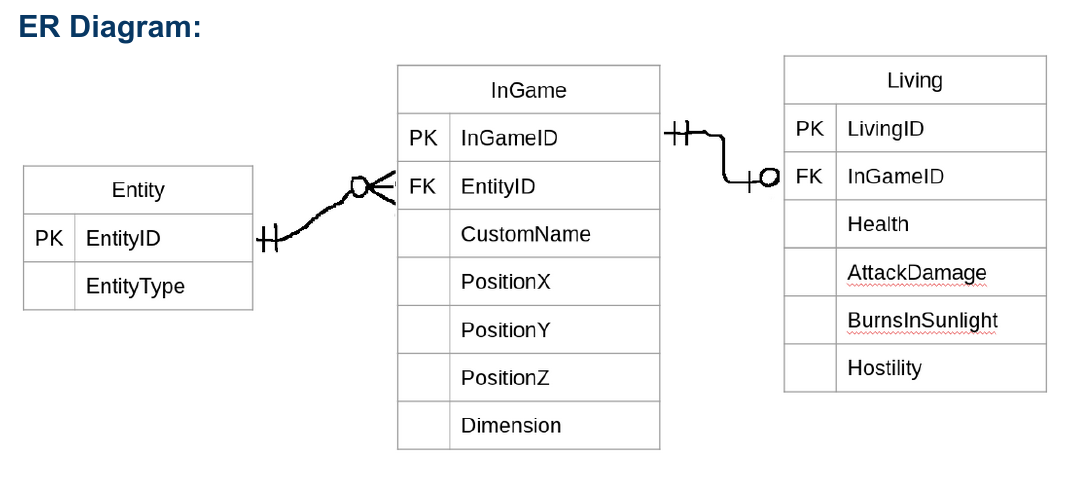 ER Diagram:
Entity
PK EntityID
EntityType
InGame
PK InGameID
FK EntityID
CustomName
PositionX
PositionY
PositionZ
Dimension
Living
PK LivingID
FK InGameID
Health
AttackDamage
BurnsInSunlight
Hostility